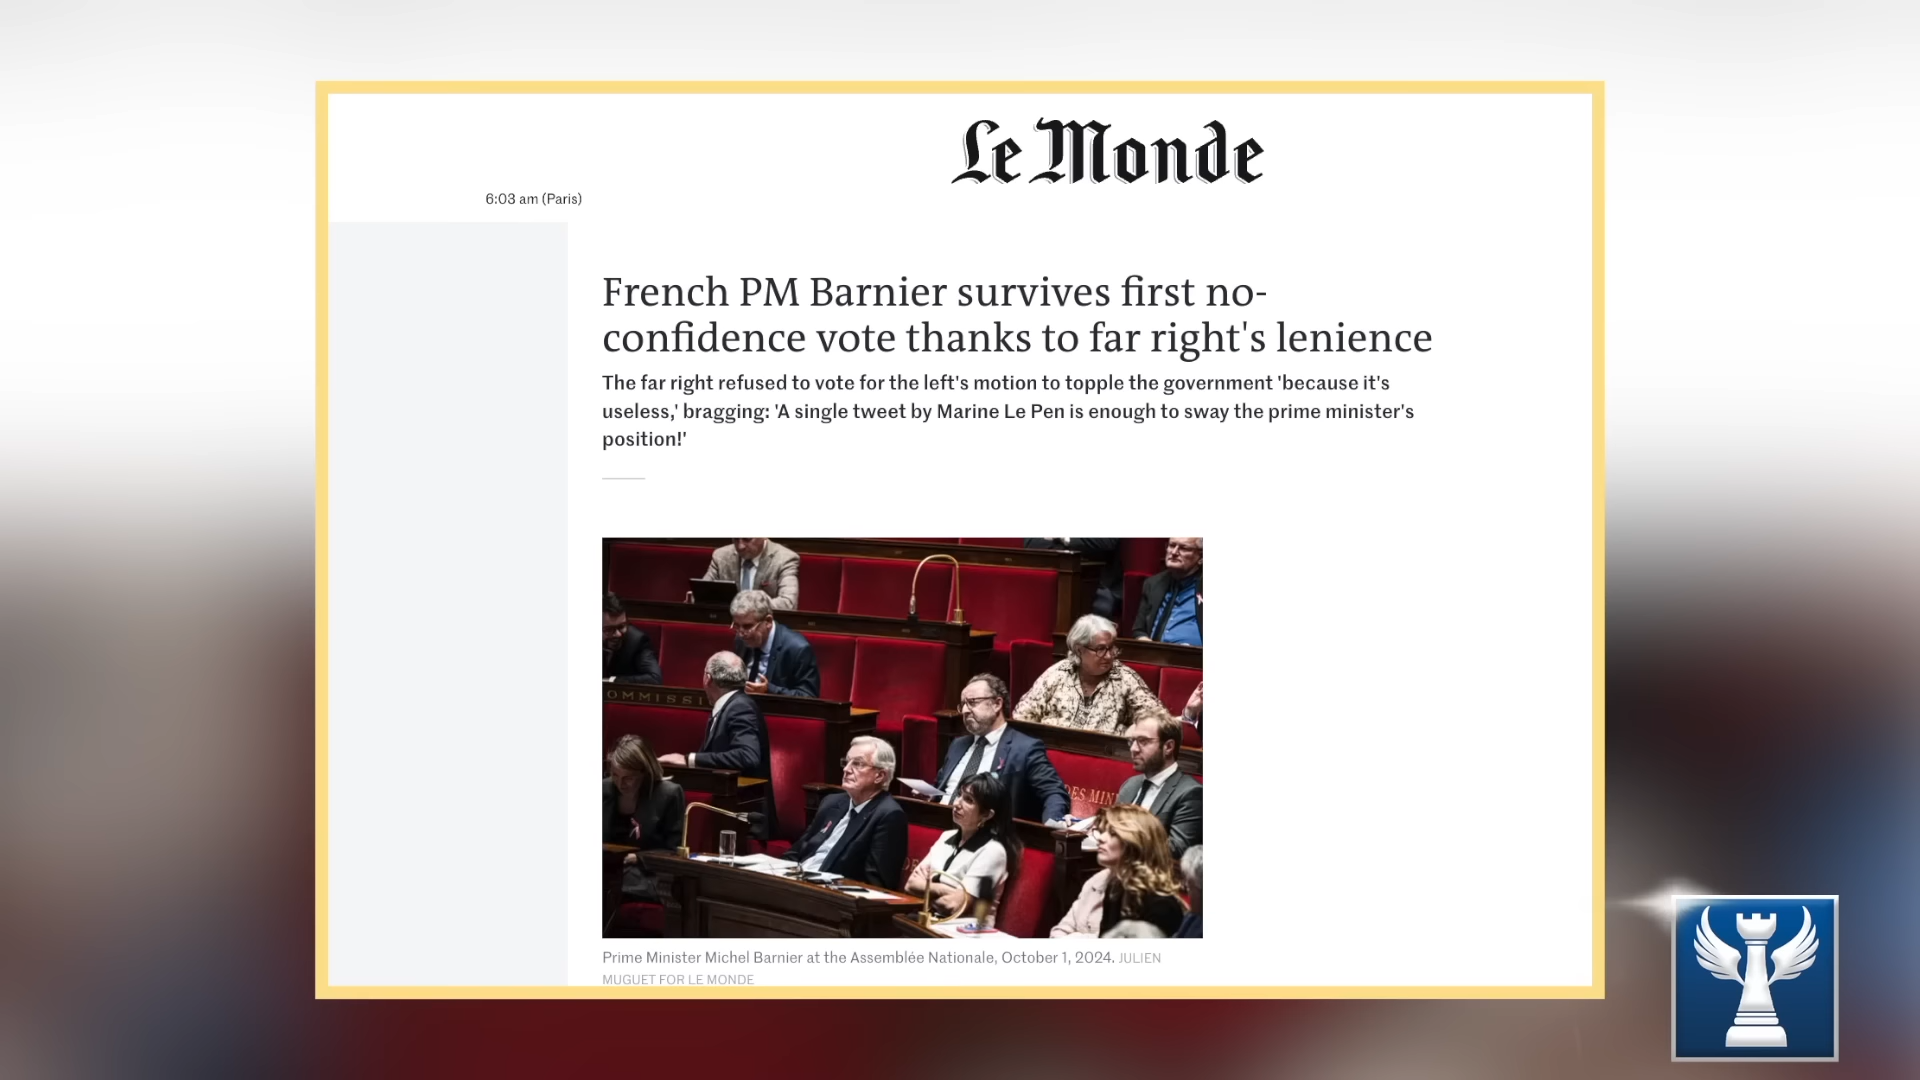 Le Monde
6:03 am (Paris)
French PM Barnier survives first no-
confidence vote thanks to far right's lenience
The far right refused to vote for the left's motion to topple the government 'because it's
useless,' bragging: 'A single tweet by Marine Le Pen is enough to sway the prime minister's
position!'
OMMISSI
DES MIN
Prime Minister Michel Barnier at the Assemblée Nationale, October 1, 2024. JULIEN
MUGUET FOR LE MONDE